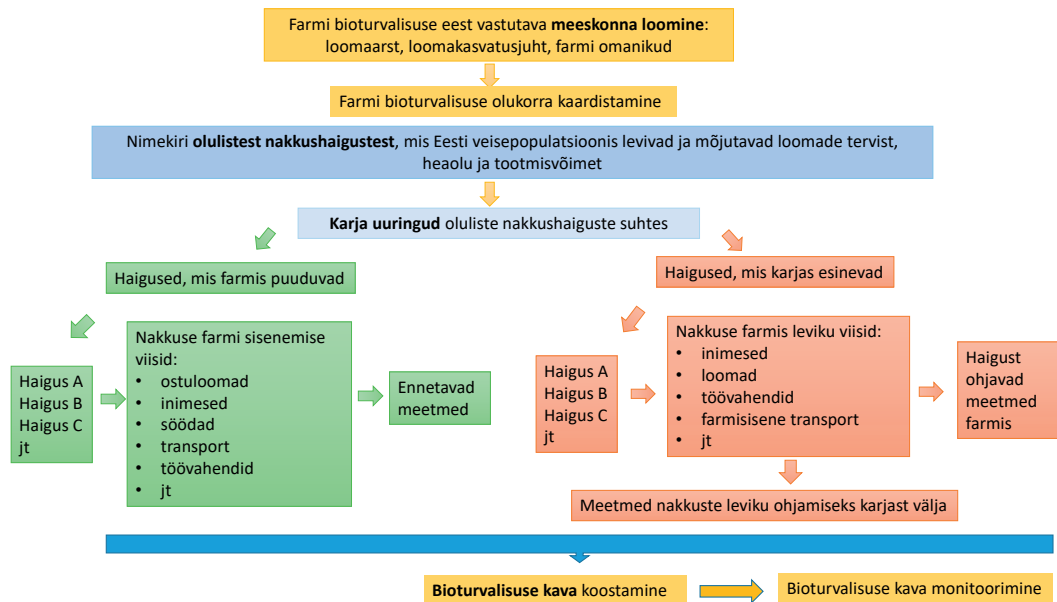 Farmi bioturvalisuse eest vastutava meeskonna loomine:
loomaarst, loomakasvatusjuht, farmi omanikud
Farmi bioturvalisuse olukorra kaardistamine
Nimekiri olulistest nakkushaigustest, mis Eesti veisepopulatsioonis levivad ja mõjutavad loomade tervist,
heaolu ja tootmisvõimet
Karja uuringud oluliste nakkushaiguste suhtes
Haigused, mis farmis puuduvad
Haigus A
Haigus B
Haigus C
jt
Nakkuse farmi sisenemise
viisid:
• ostuloomad
• inimesed
• söödad
• transport
• töövahendid
• jt
Ennetavad
meetmed
Haigused, mis karjas esinevad
Haigus A
Haigus B
Haigus C
jt
Nakkuse farmis leviku viisid:
• inimesed
• loomad
• töövahendid
• farmisisene transport
• jt
Haigust
ohjavad
meetmed
farmis
Meetmed nakkuste leviku ohjamiseks karjast välja
Bioturvalisuse kava koostamine
Bioturvalisuse kava monitoorimine